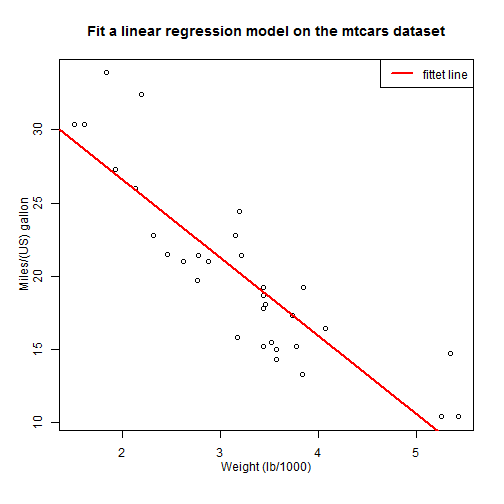 Fit a linear regression model on the mtcars dataset
fittet line
Miles/(US) gallon
30
25
20
15
10
2 3 4 5
Weight (lb/1000)